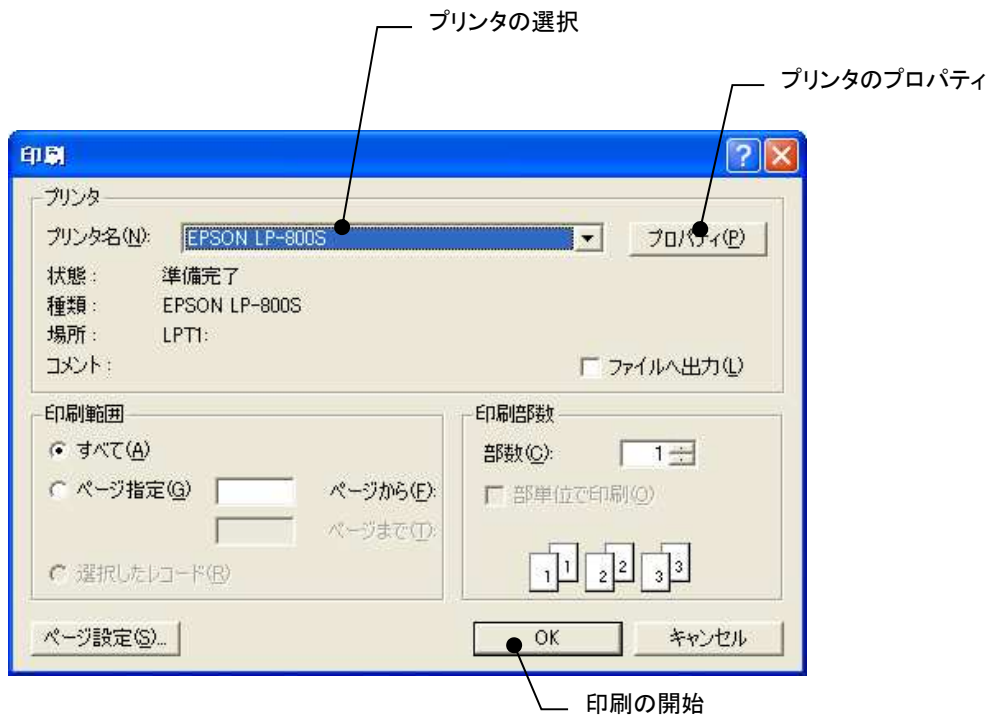 プリンタの選択
プリンタのプロパティ
印刷
プリンタ
プリンタ名(N): EPSON LP-800S プロパティ(P)
状態: 準備完了
種類: EPSON LP-800S
場所: LPT1:
コメント: ファイルへ出力(L)
印刷範囲
すべて(A)
ページ指定(G) ページから(F):
ページまで(T):
選択したレコード(R)
印刷部数
部数(C): 1
部単位で印刷(O)
1 1 2 2 3 3
ページ設定(S)... OK キャンセル
印刷の開始